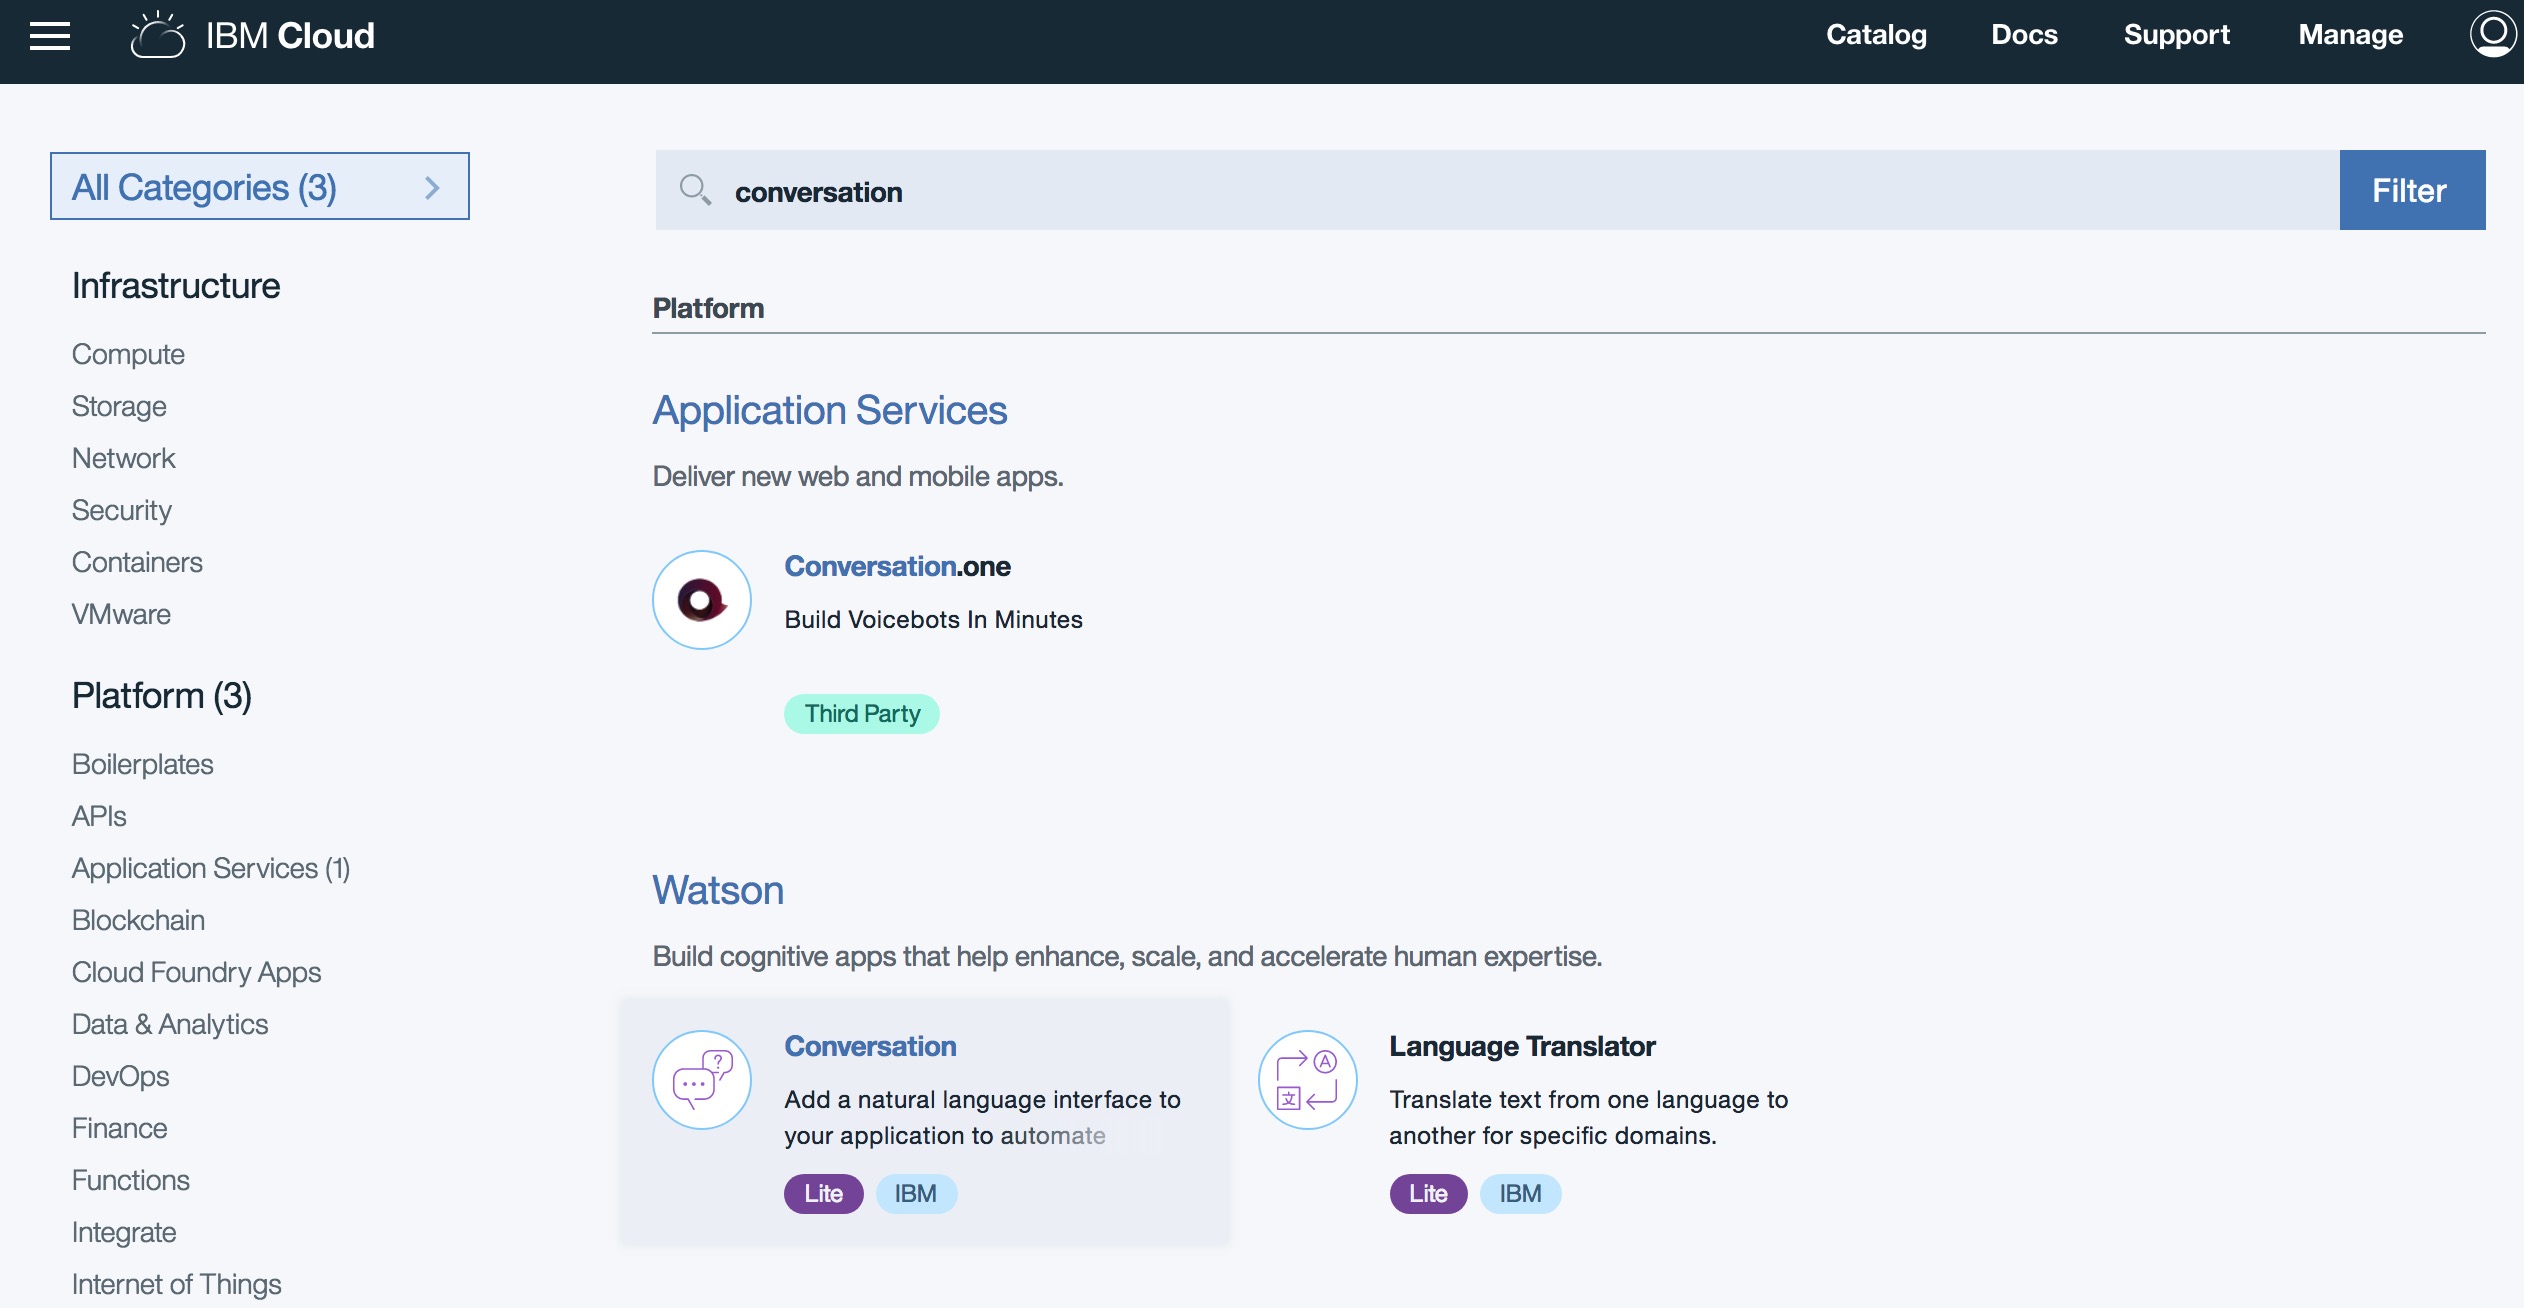 IBM Cloud
Catalog
Docs
Support
Manage
All Categories (3)
Infrastructure
Compute
Storage
Network
Security
Containers
VMware
Platform (3)
Boilerplates
APIs
Application Services (1)
Blockchain
Cloud Foundry Apps
Data & Analytics
DevOps
Finance
Functions
Integrate
Internet of Things
conversation
Filter
Platform
Application Services
Deliver new web and mobile apps.
Conversation.one
Build Voicebots In Minutes
Third Party
Watson
Build cognitive apps that help enhance, scale, and accelerate human expertise.
?
Conversation
Add a natural language interface to
your application to automate
Lite
IBM
A
文
Language Translator
Translate text from one language to
another for specific domains.
Lite
IBM